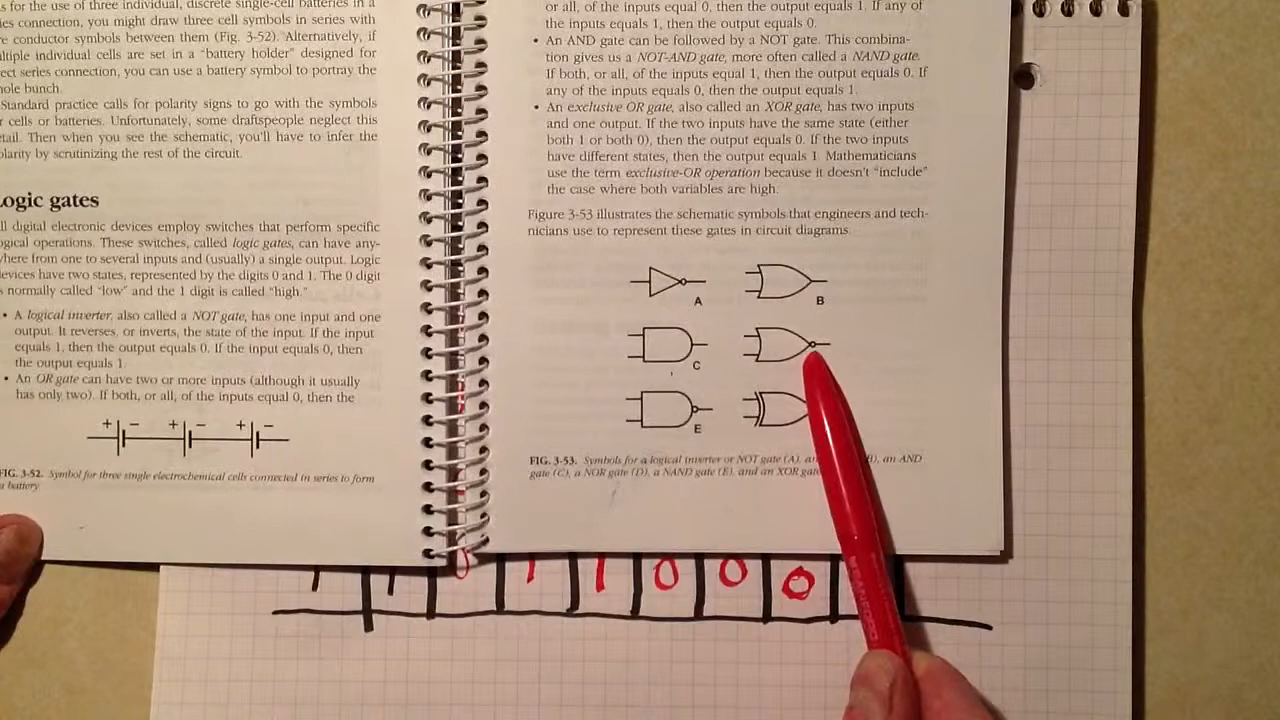 for the use of three individual, discrete single-cell batteries in a
connection, you might draw three cell symbols in series with
conductor symbols between them (Fig. 3-52). Alternatively, if
multiple individual cells are set in a "battery holder" designed for
series connection, you can use a battery symbol to portray the
bunch.
Standard practice calls for polarity signs to go with the symbols
cells or batteries. Unfortunately, some draftspeople neglect this
Then when you see the schematic, you'll have to infer the
by scrutinizing the rest of the circuit.
Logic gates
digital electronic devices employ switches that perform specific
operations. These switches, called logic gates, can have any-
where from one to several inputs and (usually) a single output. Logic
devices have two states, represented by the digits 0 and 1. The 0 digit
normally called "low" and the 1 digit is called "high."
• A logical inverter, also called a NOT gate, has one input and one
output. It reverses, or inverts, the state of the input. If the input
equals 1, then the output equals 0. If the input equals 0, then
the output equals 1.
• An OR gate can have two or more inputs (although it usually
has only two). If both, or all, of the inputs equal 0, then the
+ − + − + −
FIG. 3-52. Symbol for three single electrochemical cells connected in series to form
a battery.
or all, of the inputs equal 0, then the output equals 1. If any of
the inputs equals 1, then the output equals 0.
• An AND gate can be followed by a NOT gate. This combina-
tion gives us a NOT-AND gate, more often called a NAND gate.
If both, or all, of the inputs equal 1, then the output equals 0. If
any of the inputs equals 0, then the output equals 1.
• An exclusive OR gate, also called an XOR gate, has two inputs
and one output. If the two inputs have the same state (either
both 1 or both 0), then the output equals 0. If the two inputs
have different states, then the output equals 1. Mathematicians
use the term exclusive-OR operation because it doesn't "include"
the case where both variables are high.
Figure 3-53 illustrates the schematic symbols that engineers and tech-
nicians use to represent these gates in circuit diagrams.
A B
C
E
FIG. 3-53. Symbols for a logical inverter or NOT gate (A), B), an AND
gate (C), a NOR gate (D), a NAND gate (E), and an XOR
1 1 0 1 1 0 0 0